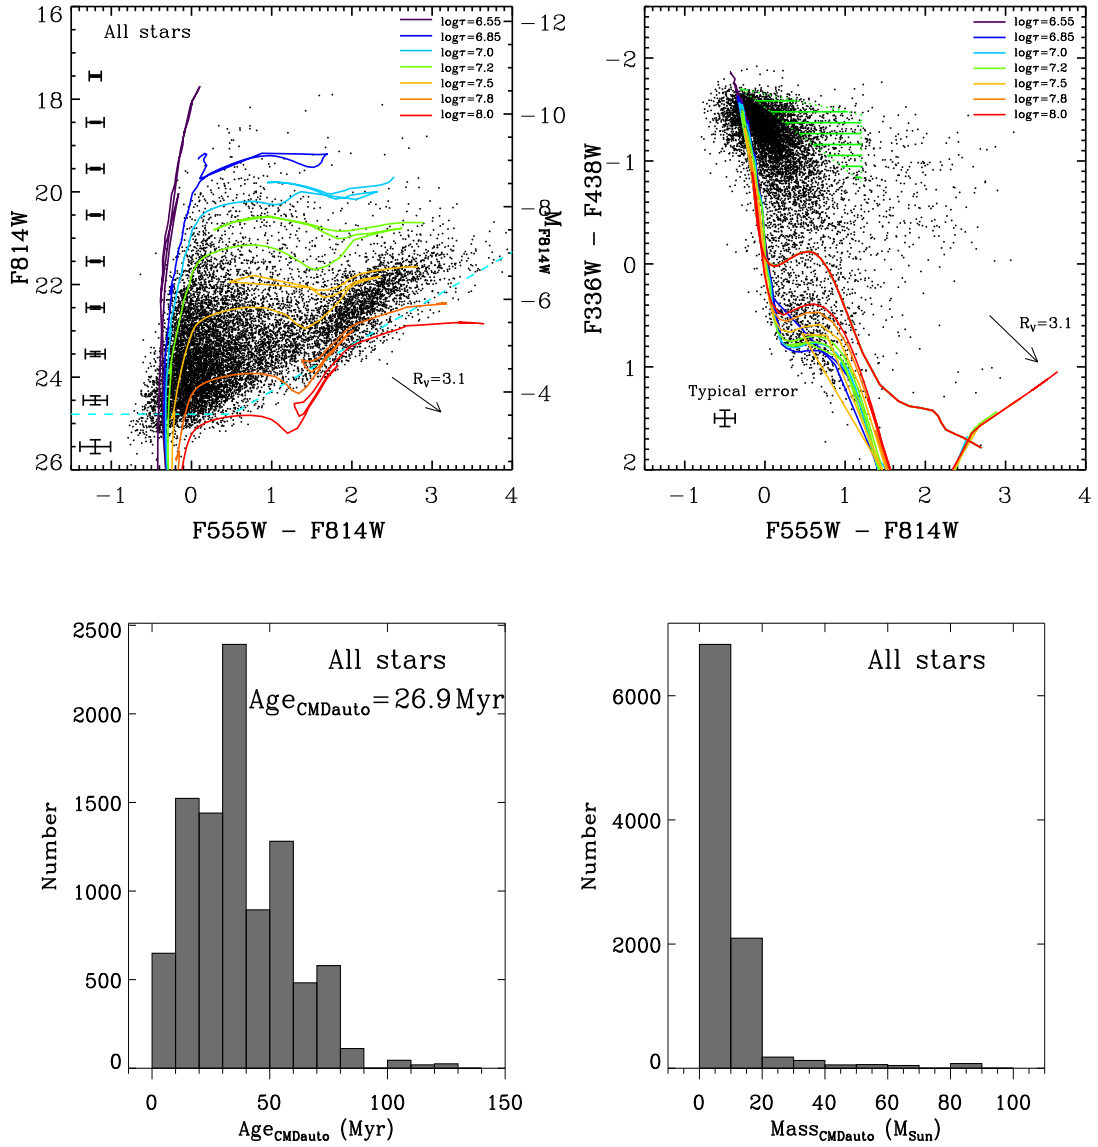 All stars
logτ=6.55
logτ=6.85
logτ=7.0
logτ=7.2
logτ=7.5
logτ=7.8
logτ=8.0
16
18
20
22
24
26
F814W
−12
−10
−8
−6
−4
M_F814W
R_V=3.1
−1 0 1 2 3 4
F555W − F814W
logτ=6.55
logτ=6.85
logτ=7.0
logτ=7.2
logτ=7.5
logτ=7.8
logτ=8.0
−2
−1
0
1
2
F336W − F438W
R_V=3.1
Typical error
−1 0 1 2 3 4
F555W − F814W
All stars
Age_CMDauto=26.9 Myr
2500
2000
1500
1000
500
0
Number
0 50 100 150
Age_CMDauto (Myr)
All stars
6000
4000
2000
0
Number
0 20 40 60 80 100
Mass_CMDauto (M_Sun)